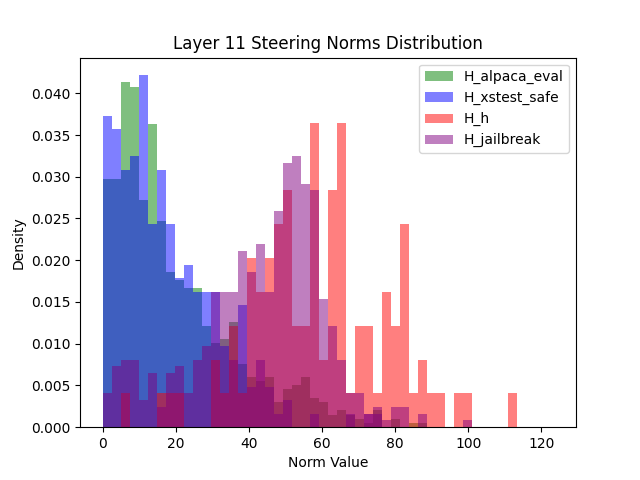 Layer 11 Steering Norms Distribution
H_alpaca_eval
H_xstest_safe
H_h
H_jailbreak
Density
0.040
0.035
0.030
0.025
0.020
0.015
0.010
0.005
0.000
0 20 40 60 80 100 120
Norm Value